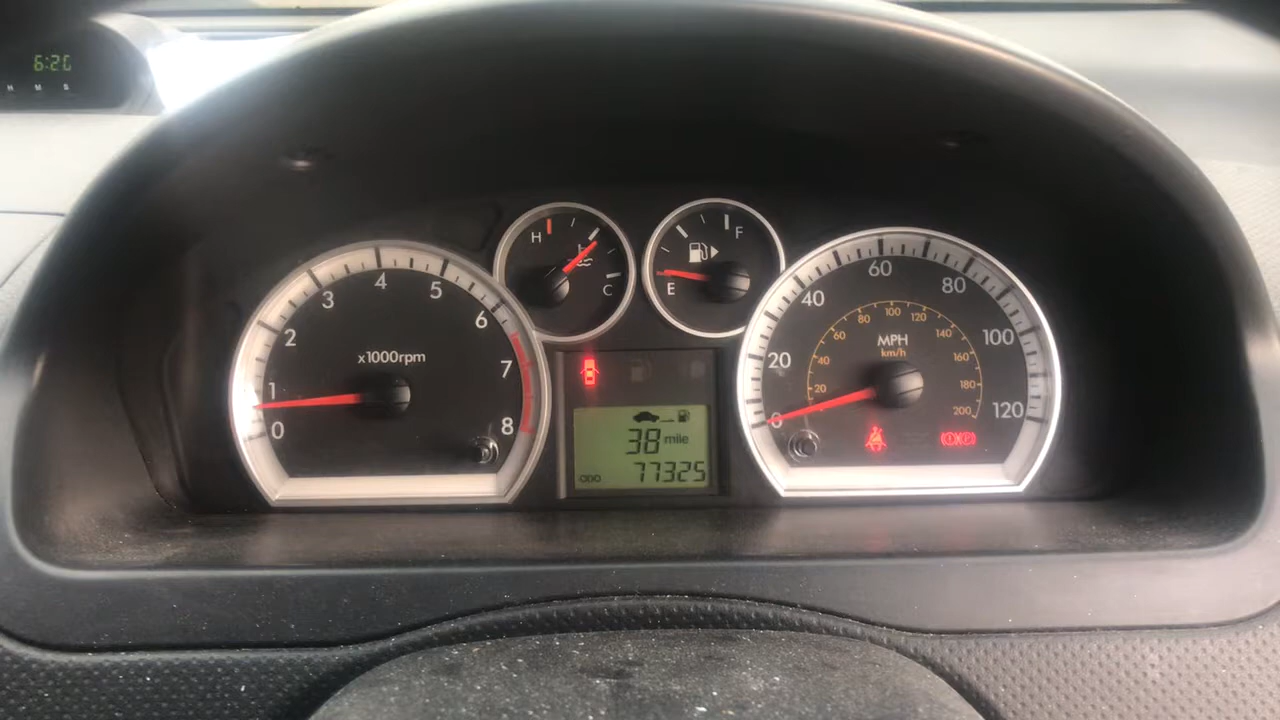 6:20
H M S
0 1 2 3 4 5 6 7 8
x1000rpm
H C
F E
38 mile
ODO 77325
0 20 40 60 80 100 120
MPH
km/h
20 40 60 80 100 120 140 160 180 200